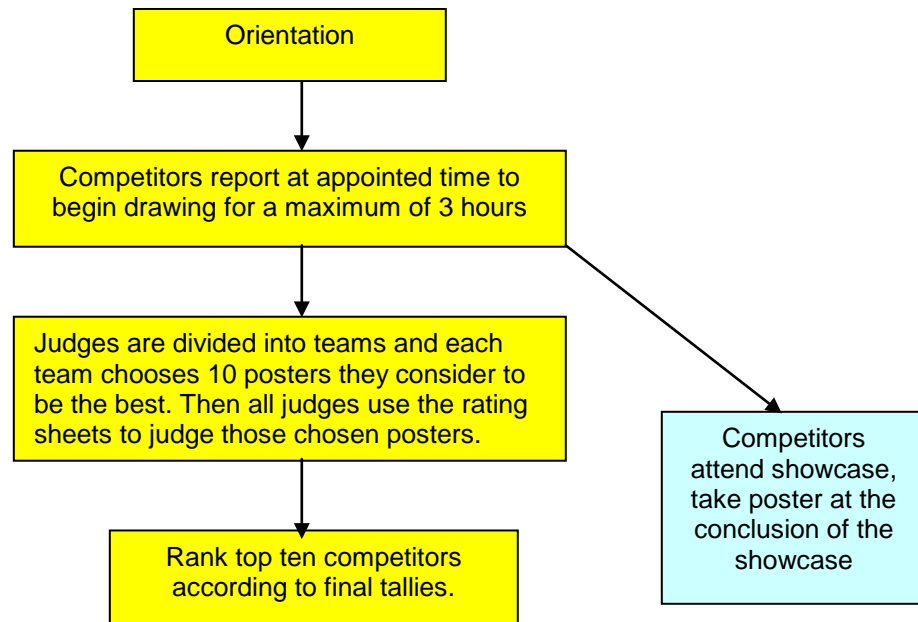 Orientation
Competitors report at appointed time to
begin drawing for a maximum of 3 hours
Judges are divided into teams and each
team chooses 10 posters they consider to
be the best. Then all judges use the rating
sheets to judge those chosen posters.
Competitors
attend showcase,
take poster at the
conclusion of the
showcase
Rank top ten competitors
according to final tallies.